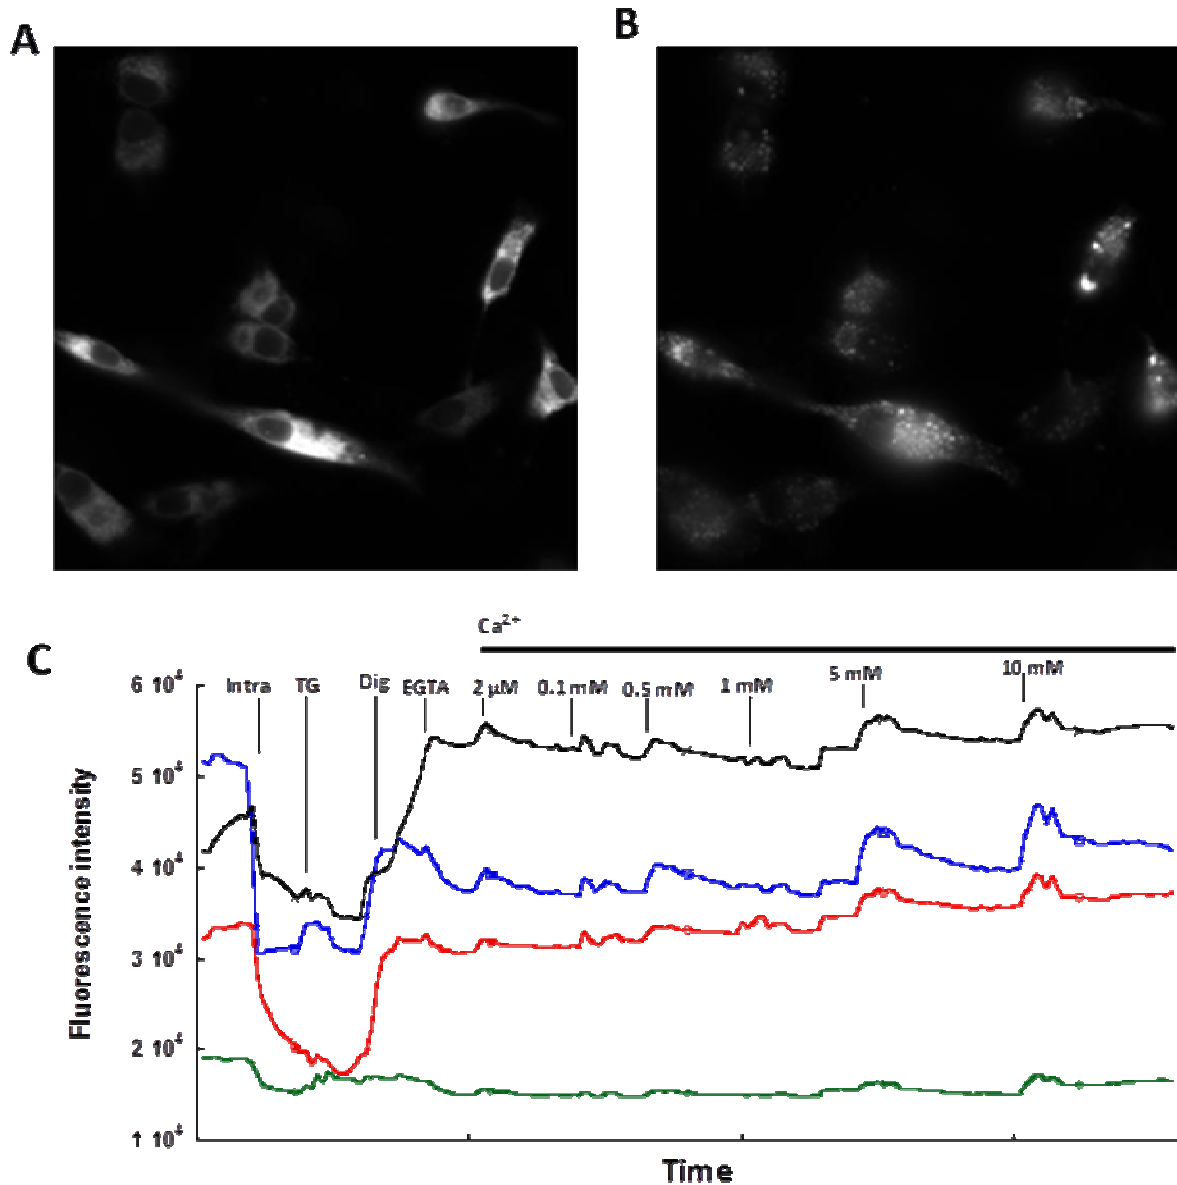 A
B
Ca²⁺
C
Intra TG Dig EGTA 2 µM 0.1 mM 0.5 mM 1 mM 5 mM 10 mM
6 10⁴
5 10⁴
4 10⁴
3 10⁴
2 10⁴
1 10⁴
Fluorescence intensity
Time